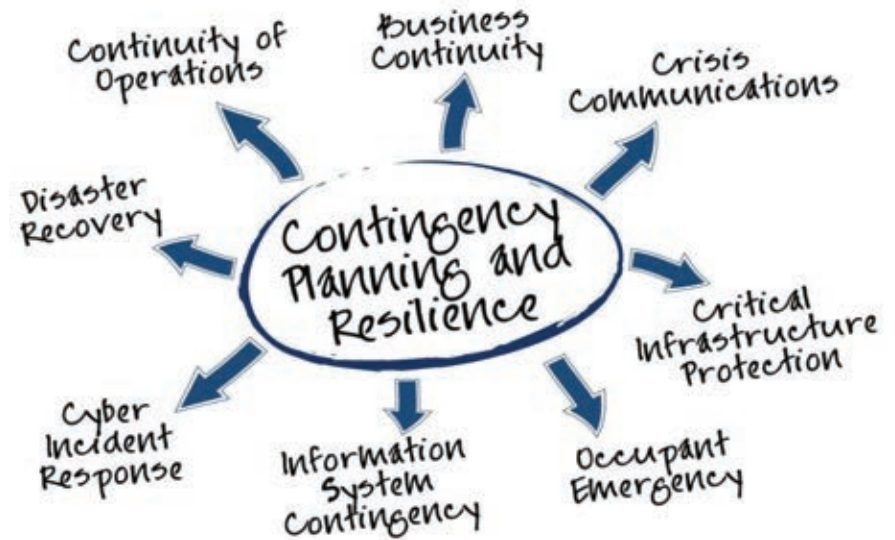 Business
Continuity
Continuity of
Operations
Crisis
Communications
Disaster
Recovery
Contingency
Planning and
Resilience
Critical
Infrastructure
Protection
Cyber
Incident
Response
Information
System
Contingency
Occupant
Emergency